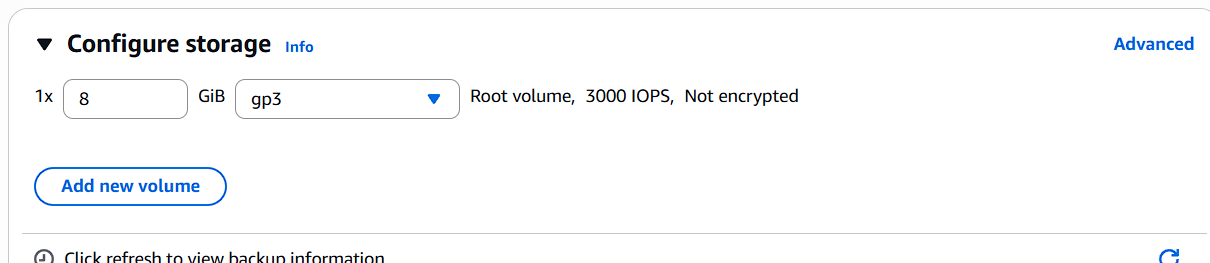 Configure storage Info Advanced
1x 8 GiB gp3 Root volume, 3000 IOPS, Not encrypted
Add new volume
Click refresh to view backup information